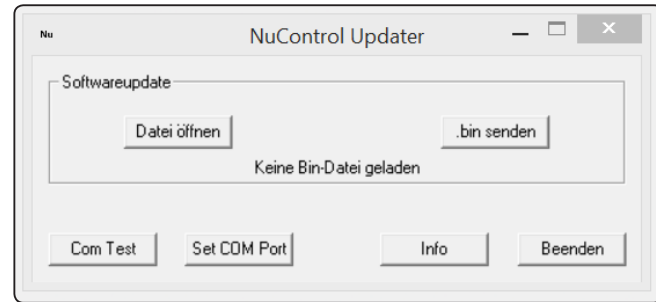 Nu NuControl Updater
Softwareupdate
Datei öffnen .bin senden
Keine Bin-Datei geladen
Com Test Set COM Port Info Beenden